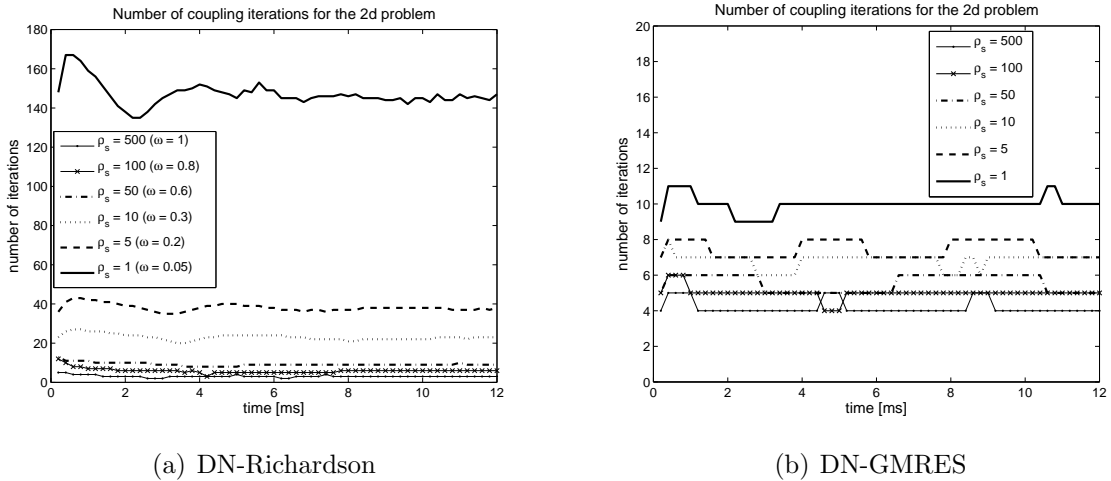 Number of coupling iterations for the 2d problem
number of iterations
180
160
140
120
100
80
60
40
20
0
ρs = 500 (ω = 1)
ρs = 100 (ω = 0.8)
ρs = 50 (ω = 0.6)
ρs = 10 (ω = 0.3)
ρs = 5 (ω = 0.2)
ρs = 1 (ω = 0.05)
0 2 4 6 8 10 12
time [ms]
(a) DN-Richardson
Number of coupling iterations for the 2d problem
number of iterations
20
18
16
14
12
10
8
6
4
2
0
ρs = 500
ρs = 100
ρs = 50
ρs = 10
ρs = 5
ρs = 1
0 2 4 6 8 10 12
time [ms]
(b) DN-GMRES